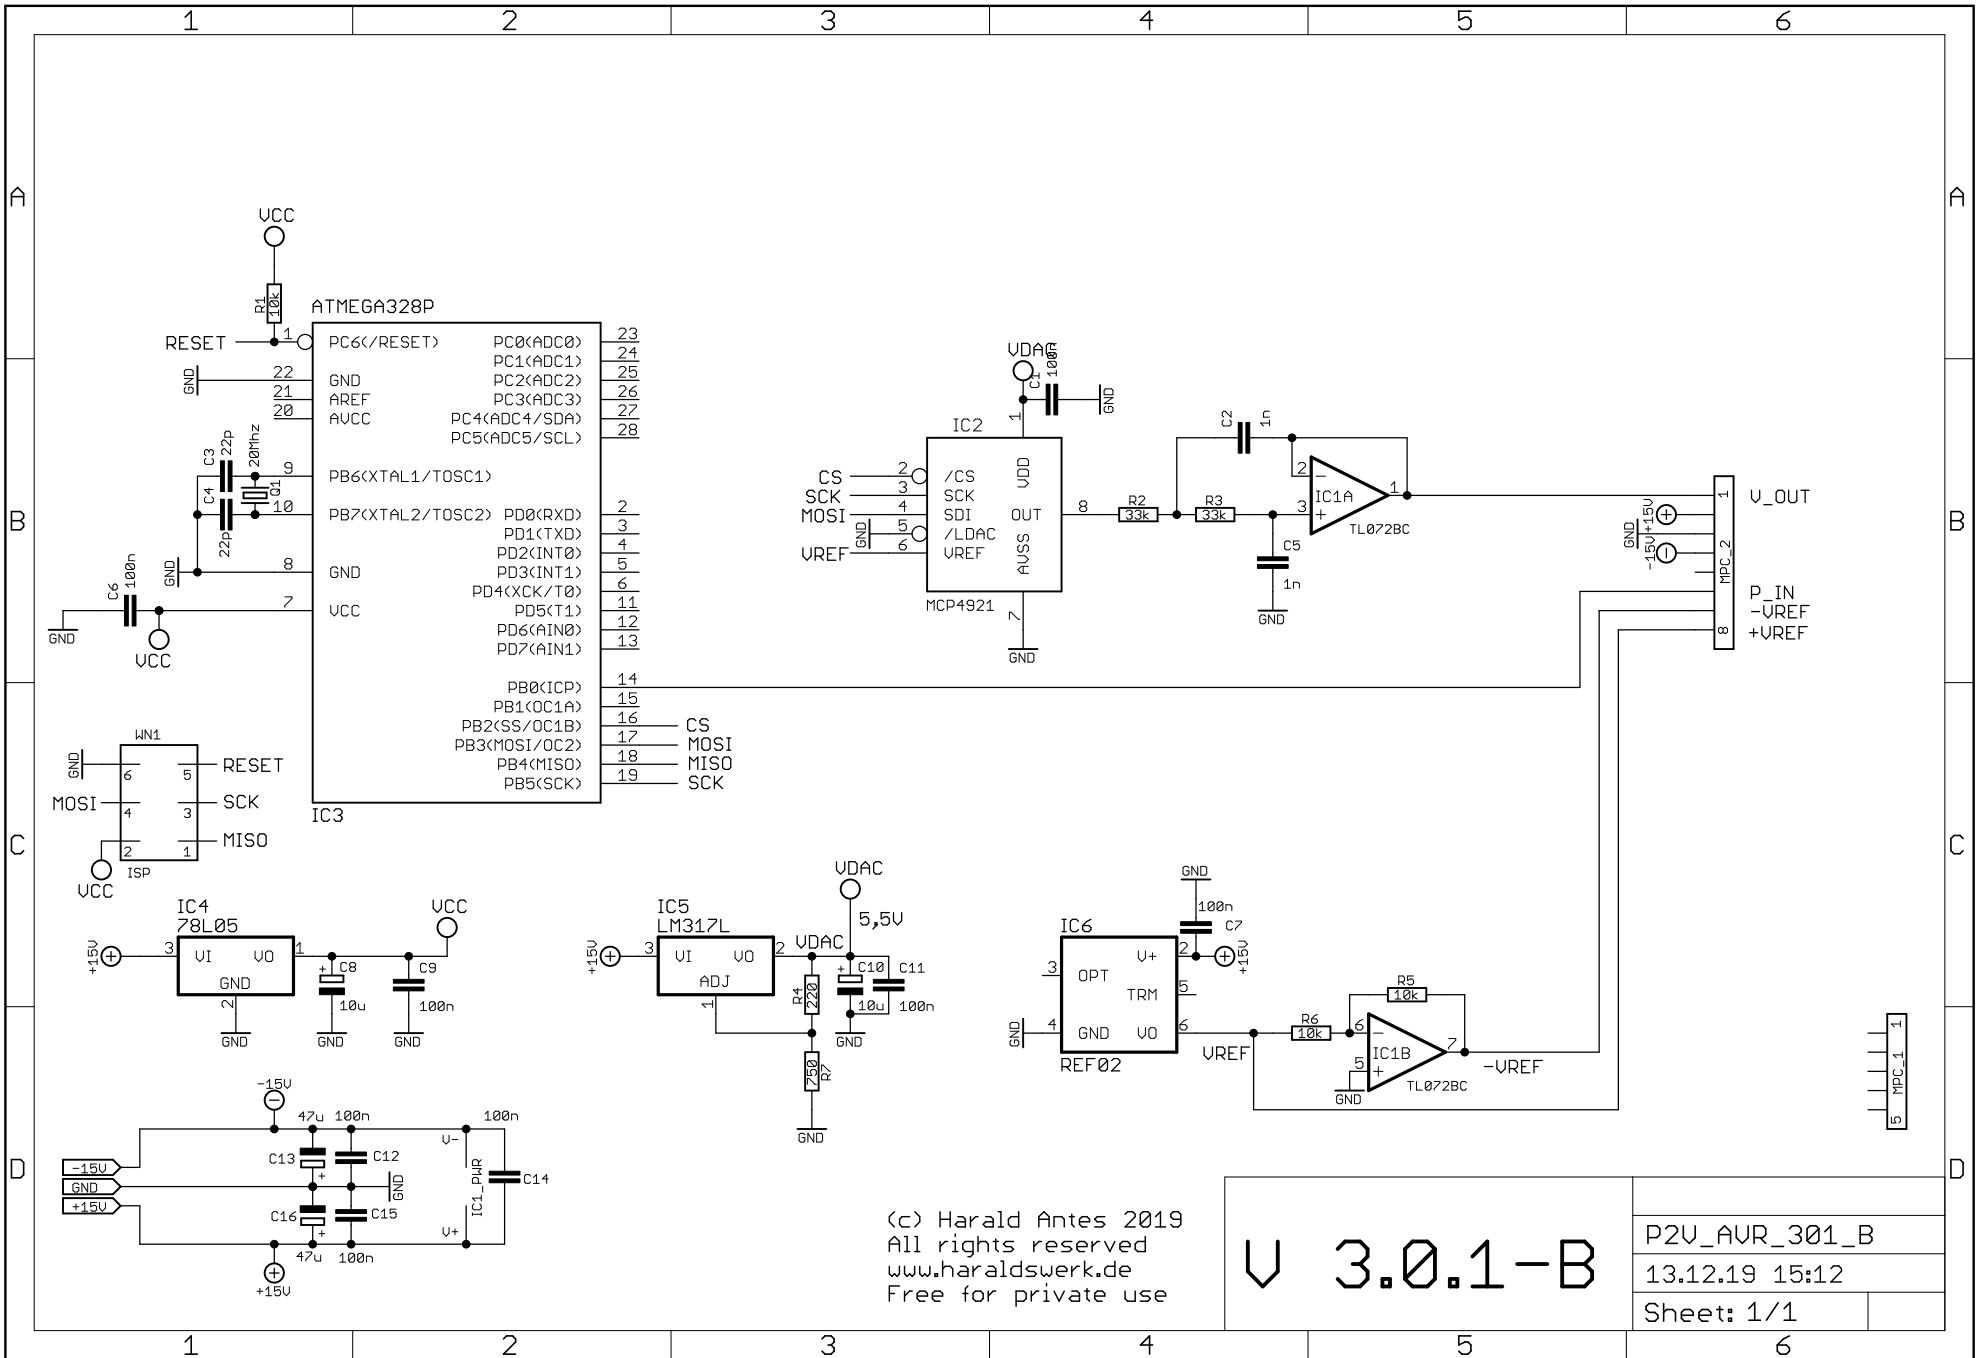 1 2 3 4 5 6
A A
B B
C C
D D
VCC
R1
10k
RESET
ATMEGA328P
1 PC6(/RESET)
22 GND
21 AREF
20 AVCC
9 PB6(XTAL1/TOSC1)
10 PB7(XTAL2/TOSC2)
8 GND
7 VCC
PC0(ADC0) 23
PC1(ADC1) 24
PC2(ADC2) 25
PC3(ADC3) 26
PC4(ADC4/SDA) 27
PC5(ADC5/SCL) 28
PD0(RXD) 2
PD1(TXD) 3
PD2(INT0) 4
PD3(INT1) 5
PD4(XCK/T0) 6
PD5(T1) 11
PD6(AIN0) 12
PD7(AIN1) 13
PB0(ICP) 14
PB1(OC1A) 15
PB2(SS/OC1B) 16 CS
PB3(MOSI/OC2) 17 MOSI
PB4(MISO) 18 MISO
PB5(SCK) 19 SCK
IC3
GND
C3
22p
20Mhz
C4
22p
Q1
GND
C6
100n
GND
VCC
WN1
GND 6 5 RESET
MOSI 4 3 SCK
2 1 MISO
VCC
ISP
VDAC
C1
100n
GND
IC2
1 VDD
CS 2 /CS
SCK 3 SCK
MOSI 4 SDI
GND 5 /LDAC
VREF 6 VREF
OUT 8
AVSS
7
MCP4921
GND
R2
33k
R3
33k
C2
1n
2 -
3 +
IC1A
1
TL072BC
C5
1n
GND
1 V_OUT
+15V
GND
-15V
MPC_2
P_IN
-VREF
8 +VREF
IC4
78L05
+15V 3 VI VO 1
GND
2
GND
VCC
C8
10u
GND
C9
100n
GND
IC5
LM317L
+15V 3 VI VO 2
ADJ
1
VDAC
VDAC
5,5V
R4
220
C10
10u
C11
100n
GND
R7
750
GND
IC6
3 OPT
4 GND
V+ 2
TRM 5
VO 6
REF02
GND
GND
100n
C7
+15V
VREF
R6
10k
R5
10k
6 -
5 +
IC1B
7
TL072BC
GND
-VREF
1
MPC_1
5
-15V
47u 100n 100n
V-
C13 C12
-15V
GND
+15V
GND
IC1_PWR
C14
C16 C15
V+
47u 100n
+15V
(c) Harald Antes 2019
All rights reserved
www.haraldswerk.de
Free for private use
V 3.0.1-B
P2V_AVR_301_B
13.12.19 15:12
Sheet: 1/1
1 2 3 4 5 6